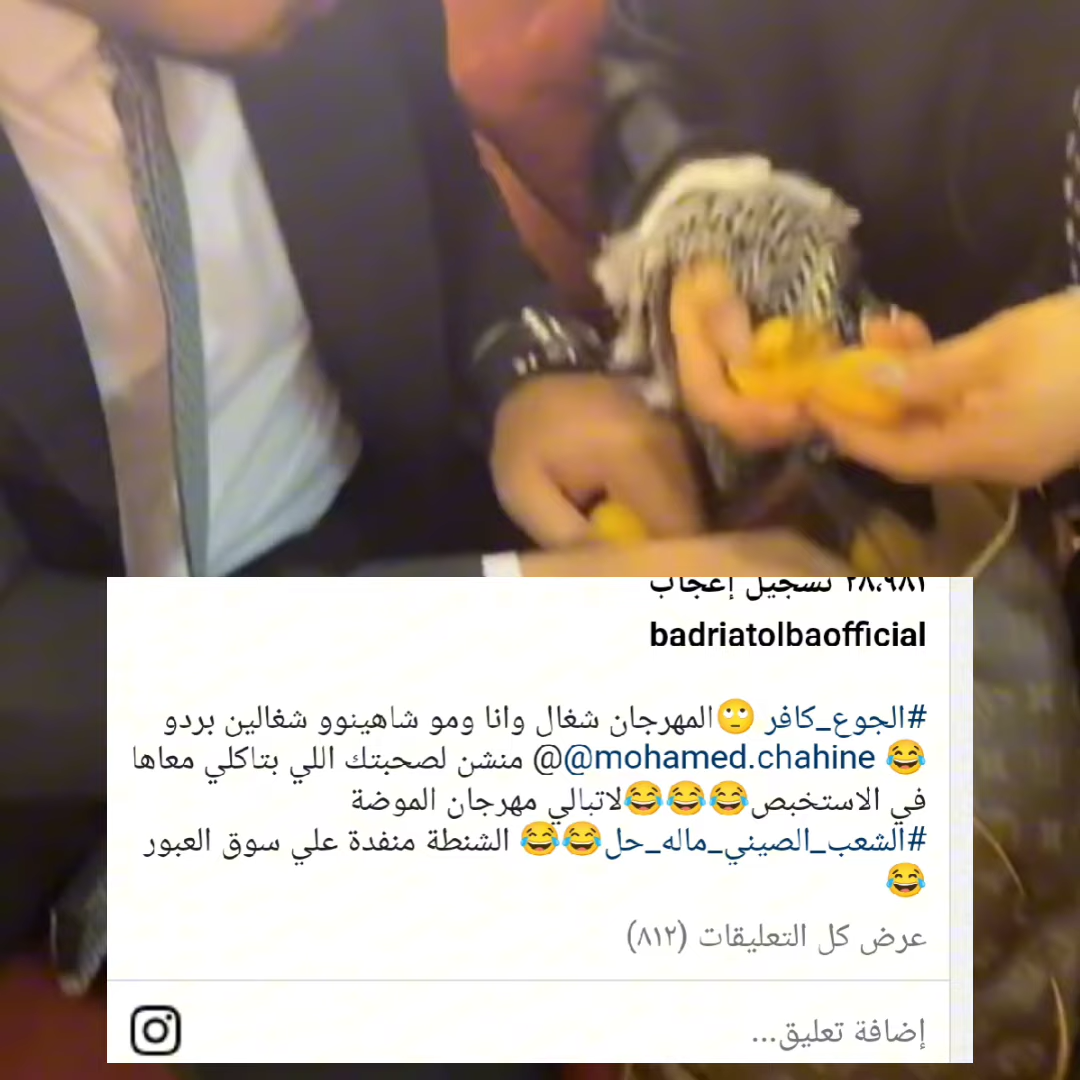 ٢٨،٩٨١ تسجيل إعجاب
badriatolbaofficial
#الجوع_كافر 🙄المهرجان شغال وانا ومو شاهينوو شغالين بردو
😂 @mohamed.chahine@ منشن لصحبتك اللي بتاكلي معاها
في الاستخبص😂😂😂لاتبالي مهرجان الموضة
#الشعب_الصيني_ماله_حل😂😂 الشنطة منفدة علي سوق العبور
😂
عرض كل التعليقات (٨١٢)
إضافة تعليق...